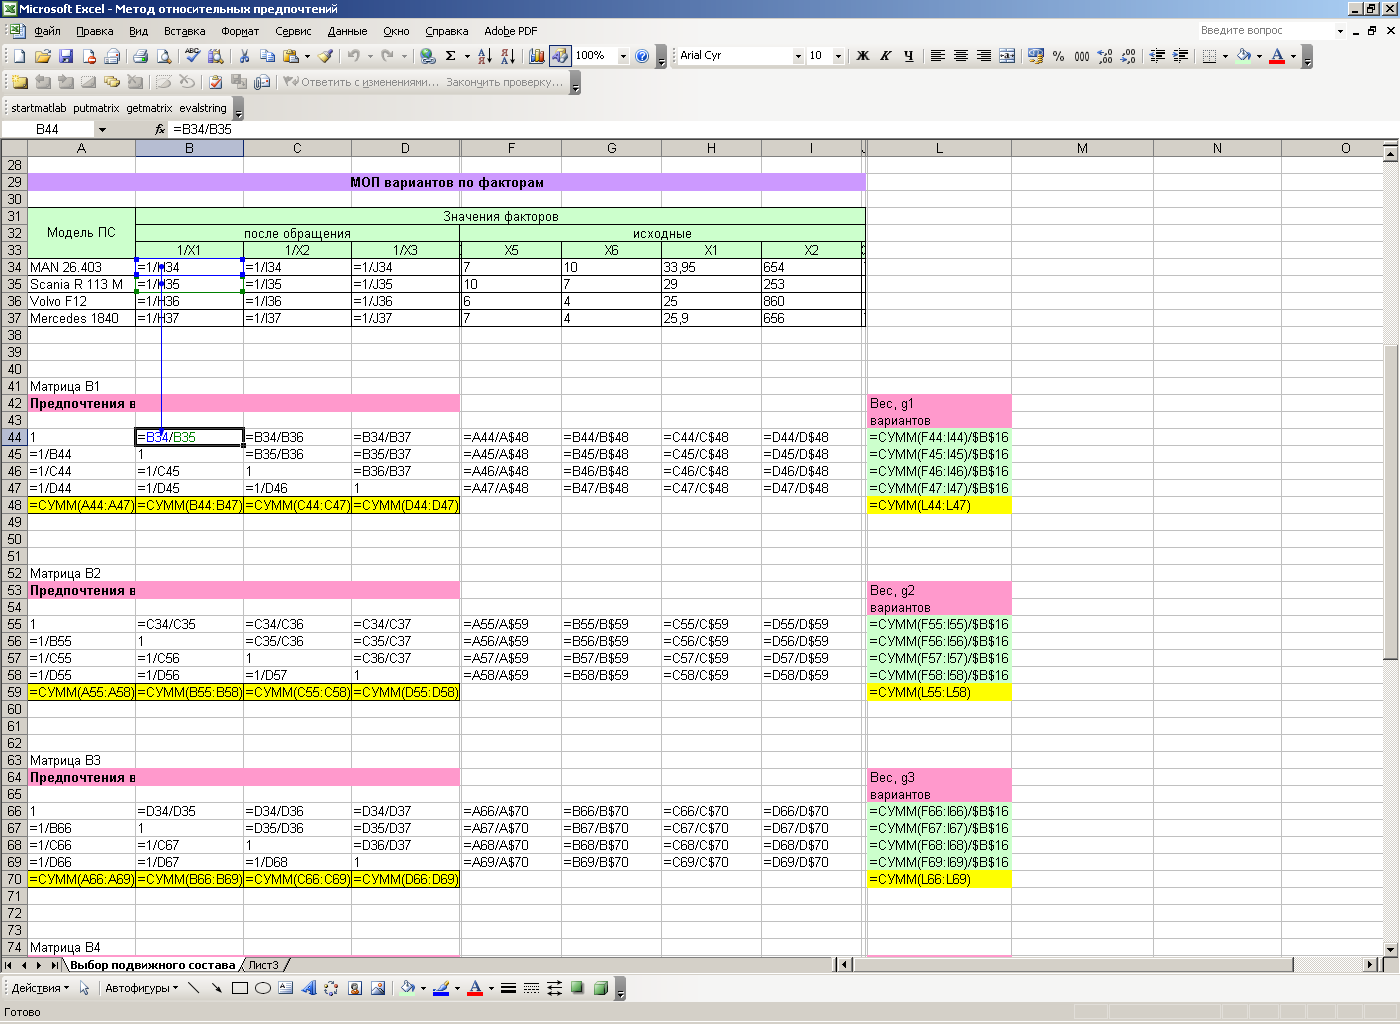 Microsoft Excel - Метод относительных предпочтений
Файл Правка Вид Вставка Формат Сервис Данные Окно Справка Adobe PDF Введите вопрос
100% Arial Cyr 10 Ж К Ч % 000
Ответить с изменениями... Закончить проверку...
startmatlab putmatrix getmatrix evalstring
B44 fx =B34/B35
A B C D F G H I J L M N O
28
29 МОП вариантов по факторам
30
31 Модель ПС Значения факторов
32 после обращения исходные
33 1/X1 1/X2 1/X3 X5 X6 X1 X2
34 MAN 26.403 =1/H34 =1/I34 =1/J34 7 10 33,95 654
35 Scania R 113 M =1/H35 =1/I35 =1/J35 10 7 29 253
36 Volvo F12 =1/H36 =1/I36 =1/J36 6 4 25 860
37 Mercedes 1840 =1/H37 =1/I37 =1/J37 7 4 25,9 656
38
39
40
41 Матрица B1
42 Предпочтения в Вес, g1
43 вариантов
44 1 =B34/B35 =B34/B36 =B34/B37 =A44/A$48 =B44/B$48 =C44/C$48 =D44/D$48 =СУММ(F44:I44)/$B$16
45 =1/B44 1 =B35/B36 =B35/B37 =A45/A$48 =B45/B$48 =C45/C$48 =D45/D$48 =СУММ(F45:I45)/$B$16
46 =1/C44 =1/C45 1 =B36/B37 =A46/A$48 =B46/B$48 =C46/C$48 =D46/D$48 =СУММ(F46:I46)/$B$16
47 =1/D44 =1/D45 =1/D46 1 =A47/A$48 =B47/B$48 =C47/C$48 =D47/D$48 =СУММ(F47:I47)/$B$16
48 =СУММ(A44:A47) =СУММ(B44:B47) =СУММ(C44:C47) =СУММ(D44:D47) =СУММ(L44:L47)
49
50
51
52 Матрица B2
53 Предпочтения в Вес, g2
54 вариантов
55 1 =C34/C35 =C34/C36 =C34/C37 =A55/A$59 =B55/B$59 =C55/C$59 =D55/D$59 =СУММ(F55:I55)/$B$16
56 =1/B55 1 =C35/C36 =C35/C37 =A56/A$59 =B56/B$59 =C56/C$59 =D56/D$59 =СУММ(F56:I56)/$B$16
57 =1/C55 =1/C56 1 =C36/C37 =A57/A$59 =B57/B$59 =C57/C$59 =D57/D$59 =СУММ(F57:I57)/$B$16
58 =1/D55 =1/D56 =1/D57 1 =A58/A$59 =B58/B$59 =C58/C$59 =D58/D$59 =СУММ(F58:I58)/$B$16
59 =СУММ(A55:A58) =СУММ(B55:B58) =СУММ(C55:C58) =СУММ(D55:D58) =СУММ(L55:L58)
60
61
62
63 Матрица B3
64 Предпочтения в Вес, g3
65 вариантов
66 1 =D34/D35 =D34/D36 =D34/D37 =A66/A$70 =B66/B$70 =C66/C$70 =D66/D$70 =СУММ(F66:I66)/$B$16
67 =1/B66 1 =D35/D36 =D35/D37 =A67/A$70 =B67/B$70 =C67/C$70 =D67/D$70 =СУММ(F67:I67)/$B$16
68 =1/C66 =1/C67 1 =D36/D37 =A68/A$70 =B68/B$70 =C68/C$70 =D68/D$70 =СУММ(F68:I68)/$B$16
69 =1/D66 =1/D67 =1/D68 1 =A69/A$70 =B69/B$70 =C69/C$70 =D69/D$70 =СУММ(F69:I69)/$B$16
70 =СУММ(A66:A69) =СУММ(B66:B69) =СУММ(C66:C69) =СУММ(D66:D69) =СУММ(L66:L69)
71
72
73
74 Матрица B4
Выбор подвижного состава Лист3
Действия Автофигуры
Готово